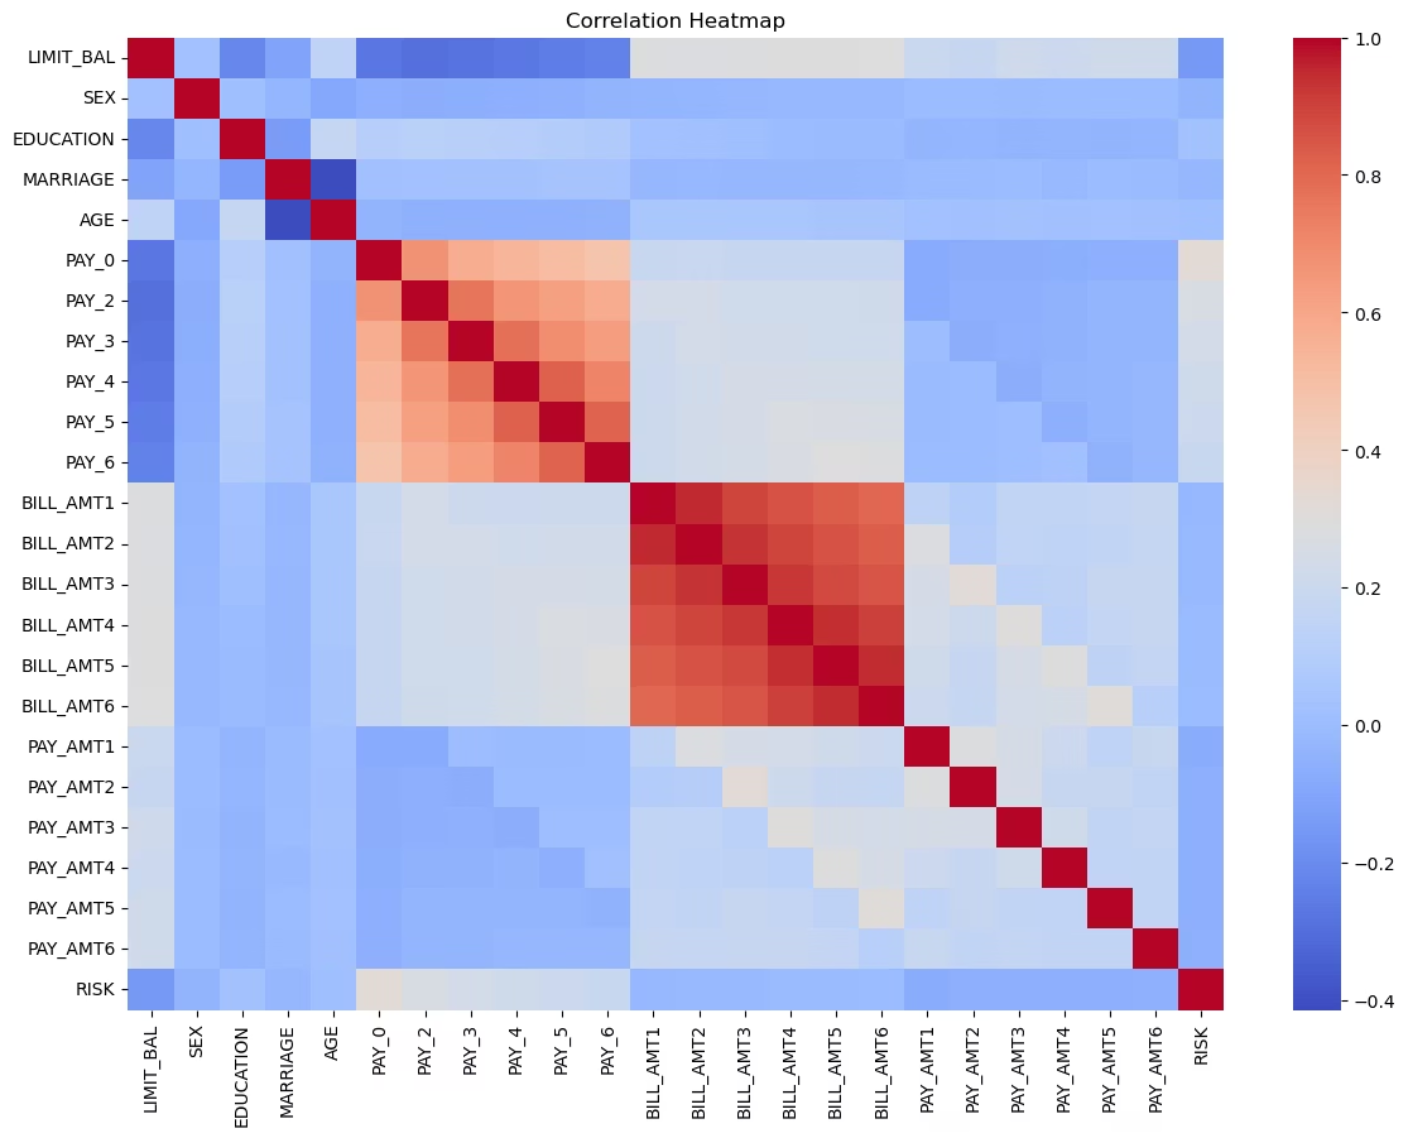 Correlation Heatmap
LIMIT_BAL
SEX
EDUCATION
MARRIAGE
AGE
PAY_0
PAY_2
PAY_3
PAY_4
PAY_5
PAY_6
BILL_AMT1
BILL_AMT2
BILL_AMT3
BILL_AMT4
BILL_AMT5
BILL_AMT6
PAY_AMT1
PAY_AMT2
PAY_AMT3
PAY_AMT4
PAY_AMT5
PAY_AMT6
RISK
LIMIT_BAL
SEX
EDUCATION
MARRIAGE
AGE
PAY_0
PAY_2
PAY_3
PAY_4
PAY_5
PAY_6
BILL_AMT1
BILL_AMT2
BILL_AMT3
BILL_AMT4
BILL_AMT5
BILL_AMT6
PAY_AMT1
PAY_AMT2
PAY_AMT3
PAY_AMT4
PAY_AMT5
PAY_AMT6
RISK
1.0
0.8
0.6
0.4
0.2
0.0
−0.2
−0.4